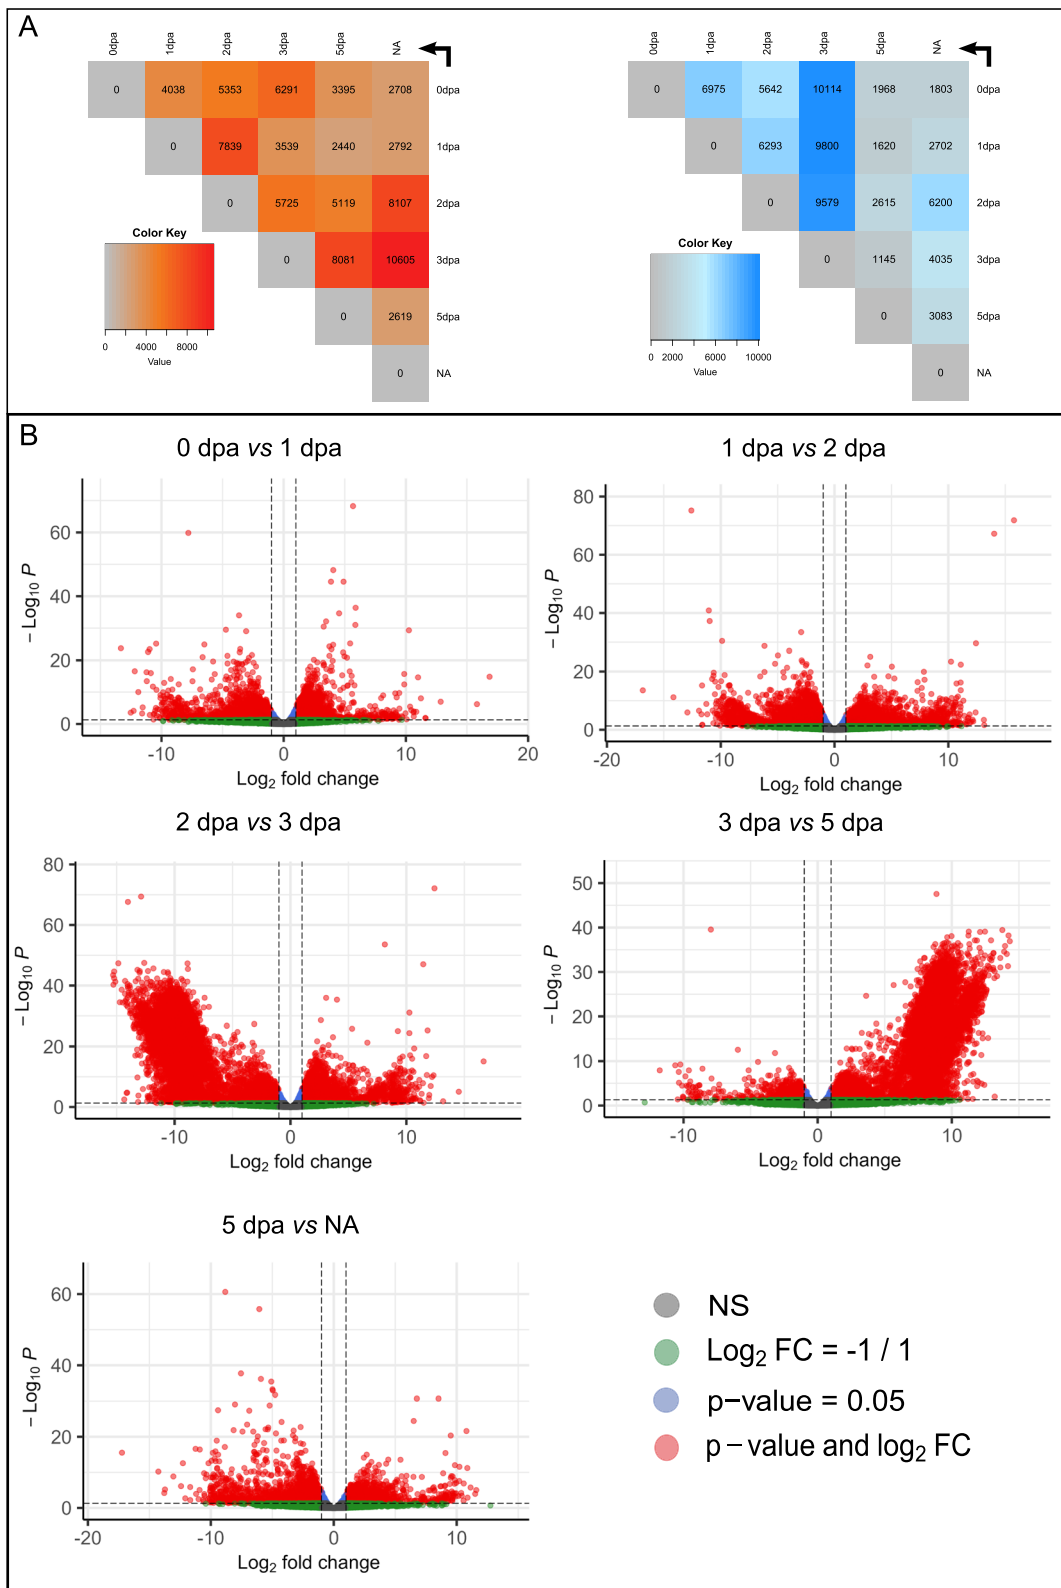 A
0dpa 1dpa 2dpa 3dpa 5dpa NA
0 4038 5353 6291 3395 2708 0dpa
0 7839 3539 2440 2792 1dpa
0 5725 5119 8107 2dpa
0 8081 10605 3dpa
0 2619 5dpa
0 NA
Color Key
0 4000 8000
Value
0dpa 1dpa 2dpa 3dpa 5dpa NA
0 6975 5642 10114 1968 1803 0dpa
0 6293 9800 1620 2702 1dpa
0 9579 2615 6200 2dpa
0 1145 4035 3dpa
0 3083 5dpa
0 NA
Color Key
0 2000 6000 10000
Value
B
0 dpa vs 1 dpa
− Log10 P
60
40
20
0
-10 0 10 20
Log2 fold change
1 dpa vs 2 dpa
− Log10 P
80
60
40
20
0
-20 -10 0 10
Log2 fold change
2 dpa vs 3 dpa
− Log10 P
80
60
40
20
0
-10 0 10
Log2 fold change
3 dpa vs 5 dpa
− Log10 P
50
40
30
20
10
0
-10 0 10
Log2 fold change
5 dpa vs NA
− Log10 P
60
40
20
0
-20 -10 0 10
Log2 fold change
NS
Log2 FC = -1 / 1
p−value = 0.05
p−value and log2 FC